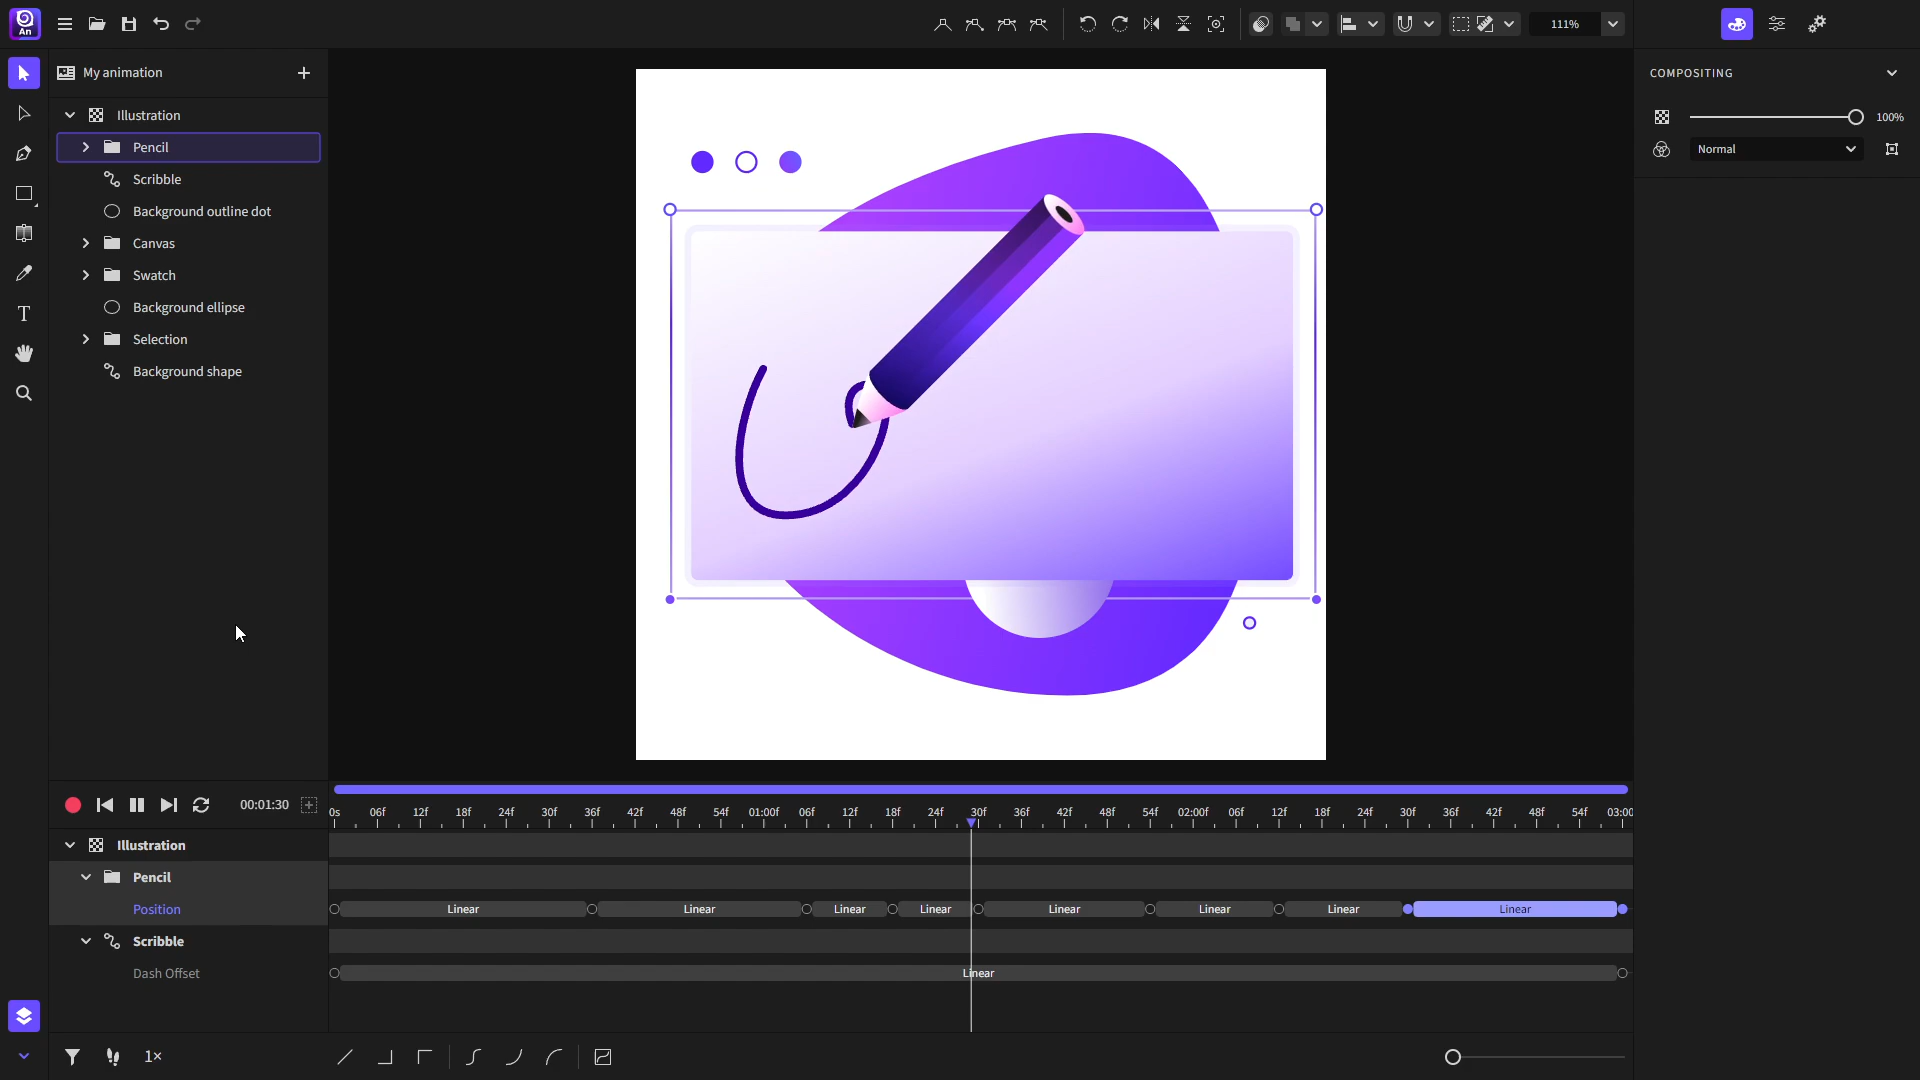 An
111%
My animation
COMPOSITING
Illustration
100%
Pencil
Normal
Scribble
Background outline dot
Canvas
Swatch
Background ellipse
T
Selection
Background shape
00:01:30
0s 06f 12f 18f 24f 30f 36f 42f 48f 54f 01:00f 06f 12f 18f 24f 30f 36f 42f 48f 54f 02:00f 06f 12f 18f 24f 30f 36f 42f 48f 54f 03:00
Illustration
Pencil
Position
Linear Linear Linear Linear Linear Linear Linear Linear
Scribble
Dash Offset
Linear
1×